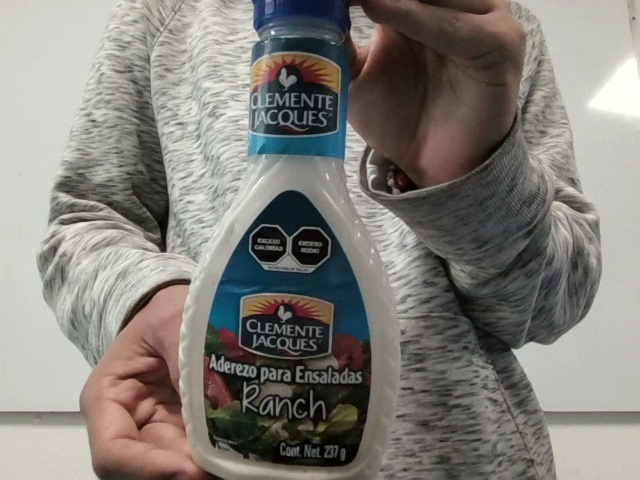 CLEMENTE
JACQUES
EXCESO
CALORÍAS
EXCESO
SODIO
CLEMENTE
JACQUES
Aderezo para Ensaladas
Ranch
Cont. Net. 237 g